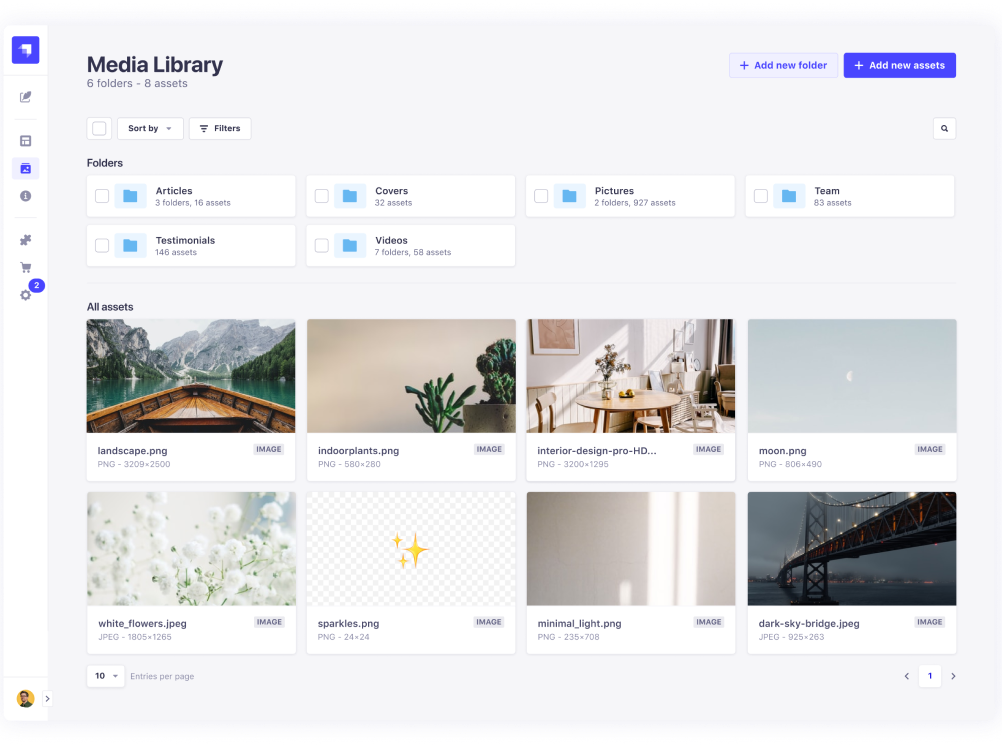 Media Library
6 folders - 8 assets
+ Add new folder
+ Add new assets
Sort by
Filters
Folders
Articles
3 folders, 16 assets
Covers
32 assets
Pictures
2 folders, 927 assets
Team
83 assets
Testimonials
146 assets
Videos
7 folders, 58 assets
2
All assets
landscape.png
IMAGE
PNG - 3209×2500
indoorplants.png
IMAGE
PNG - 580×280
interior-design-pro-HD...
IMAGE
PNG - 3200×1295
moon.png
IMAGE
PNG - 806×490
white_flowers.jpeg
IMAGE
JPEG - 1805×1265
sparkles.png
IMAGE
PNG - 24×24
minimal_light.png
IMAGE
PNG - 235×708
dark-sky-bridge.jpeg
IMAGE
JPEG - 925×263
10
Entries per page
1